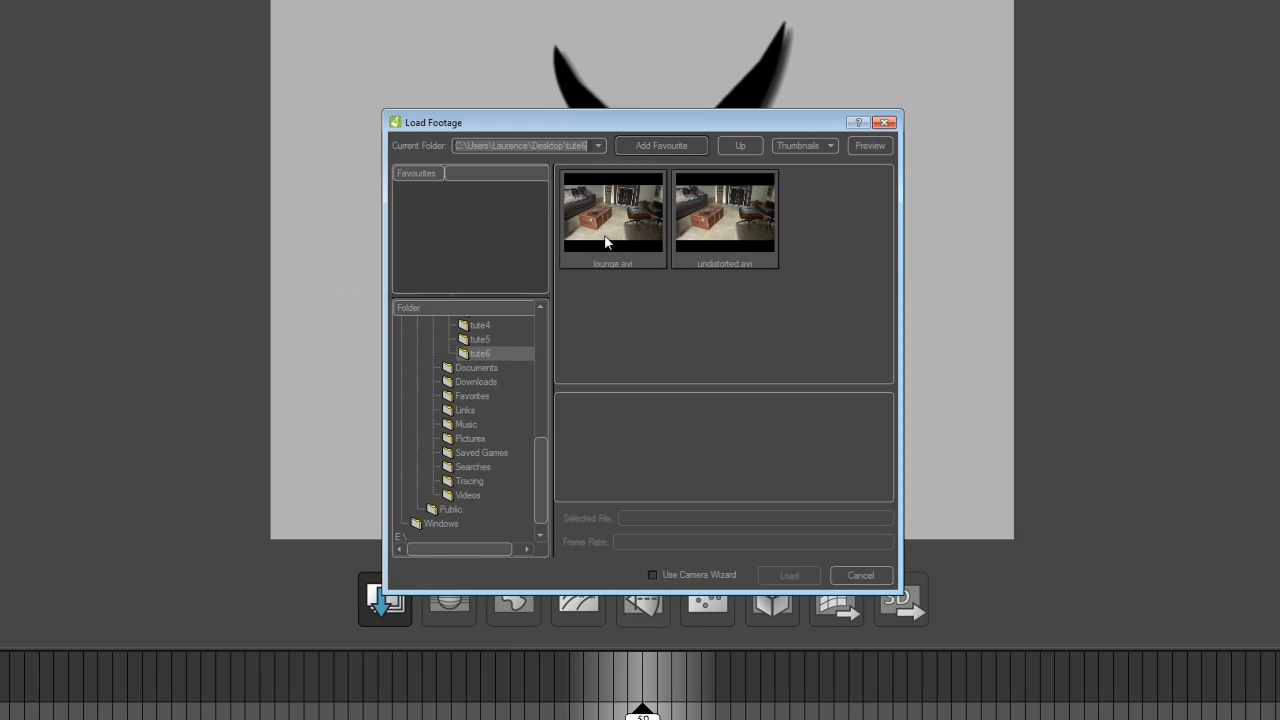 Load Footage
?
Current Folder: C:\Users\Laurence\Desktop\tute6 Add Favourite Up Thumbnails Preview
Favourites
lounge.avi undistorted.avi
Folder
tute4
tute5
tute6
Documents
Downloads
Favorites
Links
Music
Pictures
Saved Games
Searches
Tracing
Videos
Public
Windows
E:\
Selected File:
Frame Rate:
Use Camera Wizard Load Cancel
3D